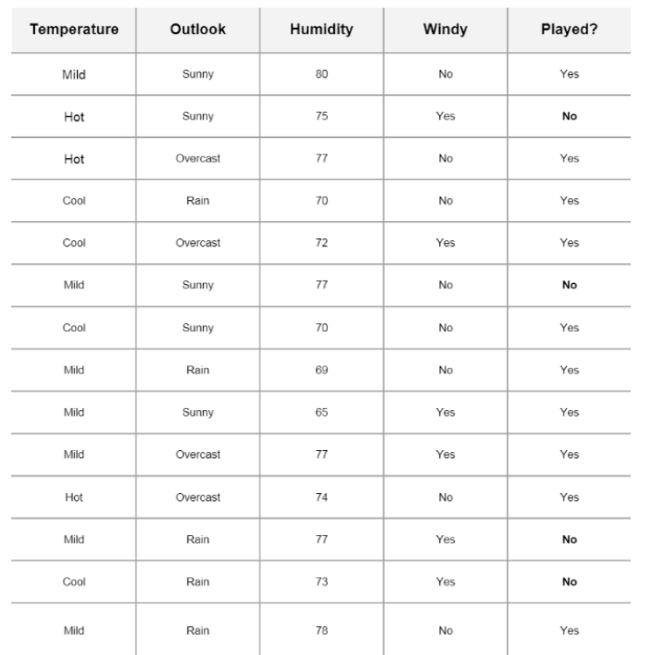 Temperature Outlook Humidity Windy Played?
Mild Sunny 80 No Yes
Hot Sunny 75 Yes No
Hot Overcast 77 No Yes
Cool Rain 70 No Yes
Cool Overcast 72 Yes Yes
Mild Sunny 77 No No
Cool Sunny 70 No Yes
Mild Rain 69 No Yes
Mild Sunny 65 Yes Yes
Mild Overcast 77 Yes Yes
Hot Overcast 74 No Yes
Mild Rain 77 Yes No
Cool Rain 73 Yes No
Mild Rain 78 No Yes